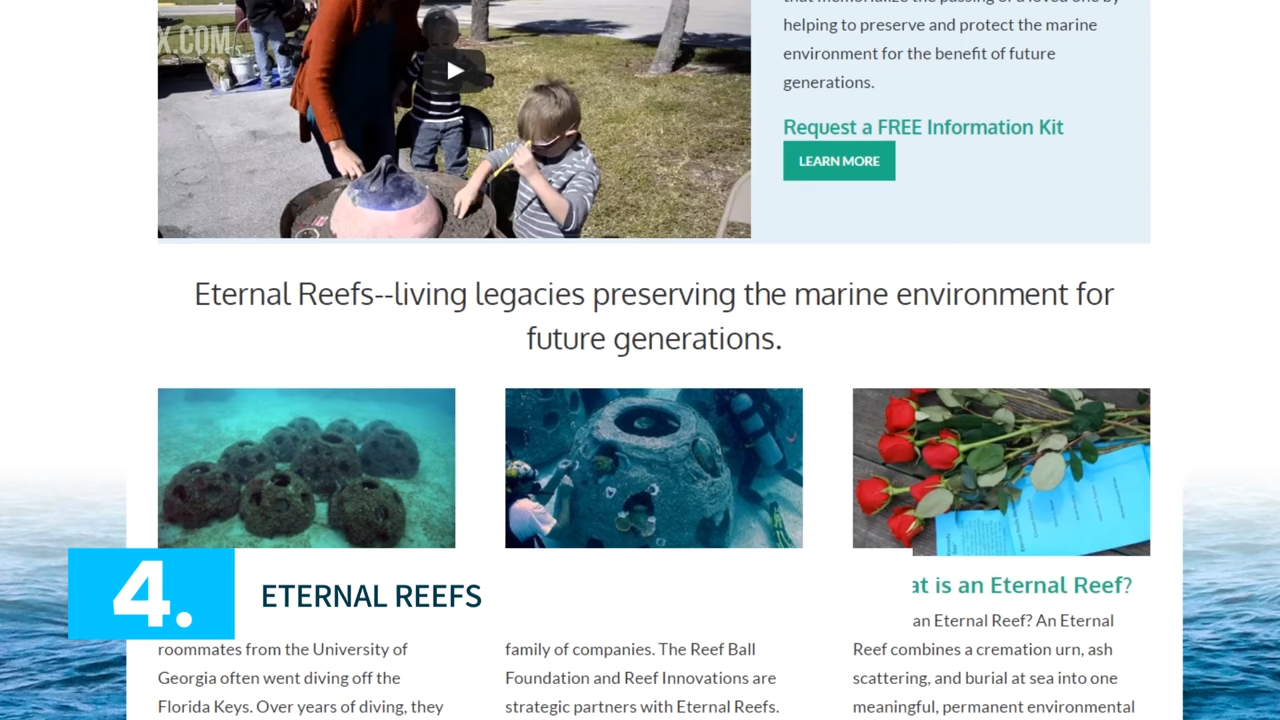 X.COM
helping to preserve and protect the marine
environment for the benefit of future
generations.
Request a FREE Information Kit
LEARN MORE
Eternal Reefs--living legacies preserving the marine environment for
future generations.
4.
ETERNAL REEFS
roommates from the University of
Georgia often went diving off the
Florida Keys. Over years of diving, they
family of companies. The Reef Ball
Foundation and Reef Innovations are
strategic partners with Eternal Reefs.
at is an Eternal Reef?
an Eternal Reef? An Eternal
Reef combines a cremation urn, ash
scattering, and burial at sea into one
meaningful, permanent environmental